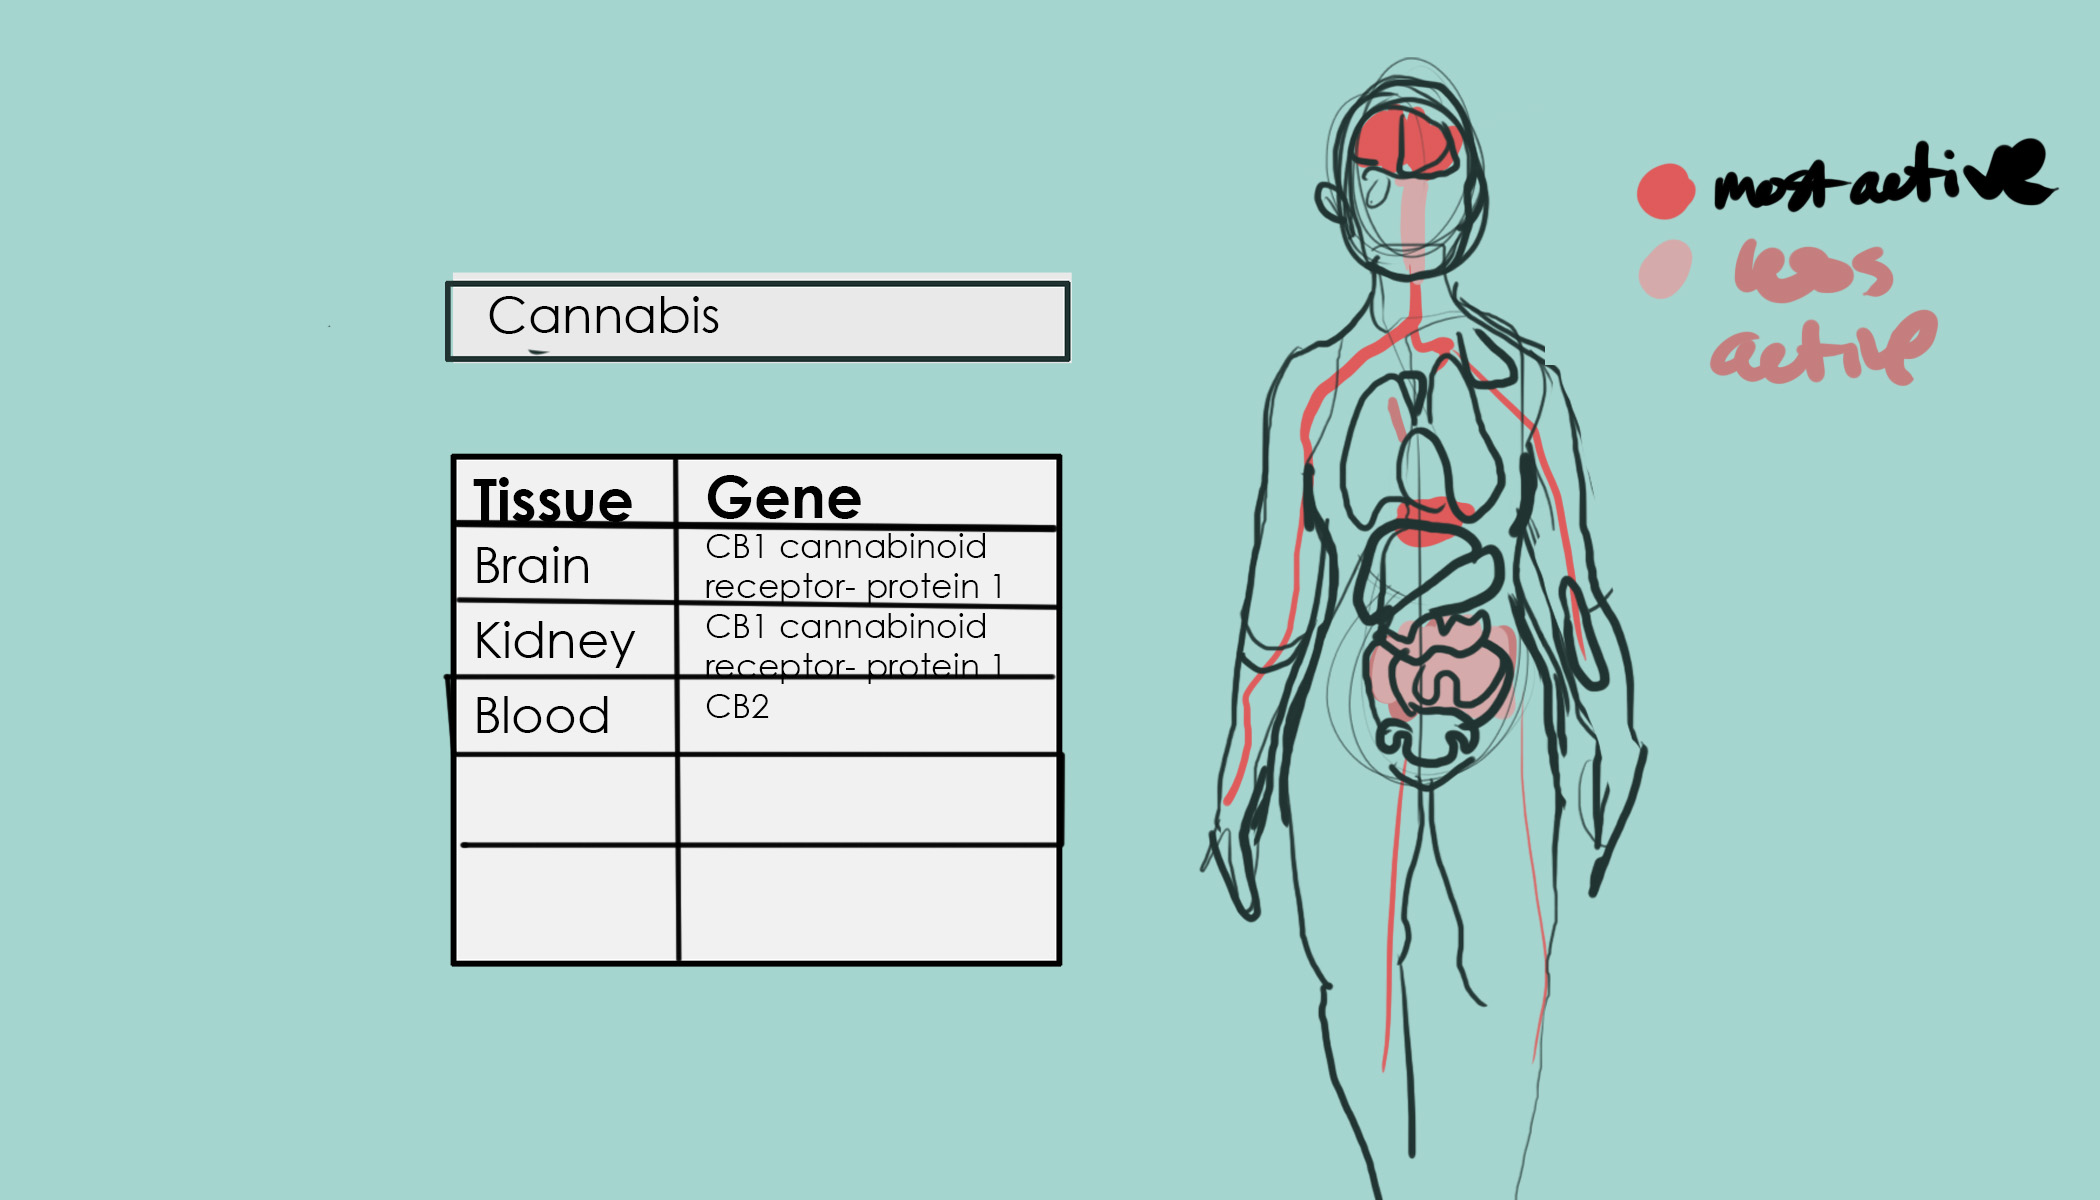 Cannabis
Tissue Gene
Brain CB1 cannabinoid
receptor- protein 1
Kidney CB1 cannabinoid
receptor- protein 1
Blood CB2
most active
less
active